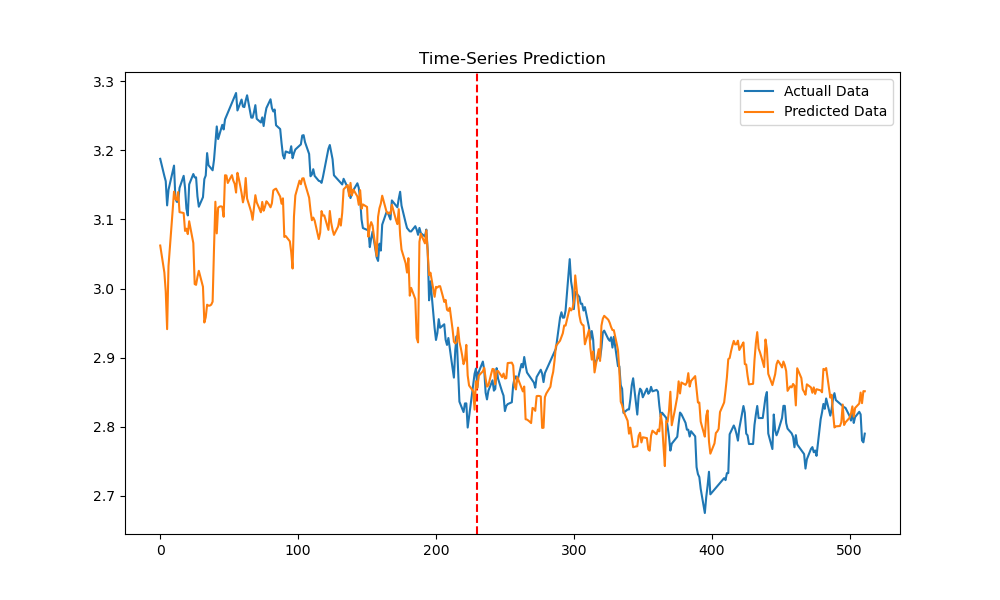 Time-Series Prediction
Actuall Data
Predicted Data
3.3
3.2
3.1
3.0
2.9
2.8
2.7
0 100 200 300 400 500